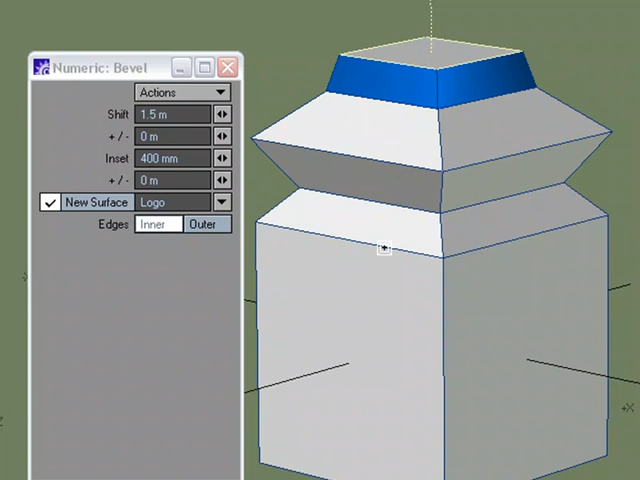 Numeric: Bevel
Actions
Shift 1.5 m
+ / - 0 m
Inset 400 mm
+ / - 0 m
New Surface Logo
Edges Inner Outer
+X